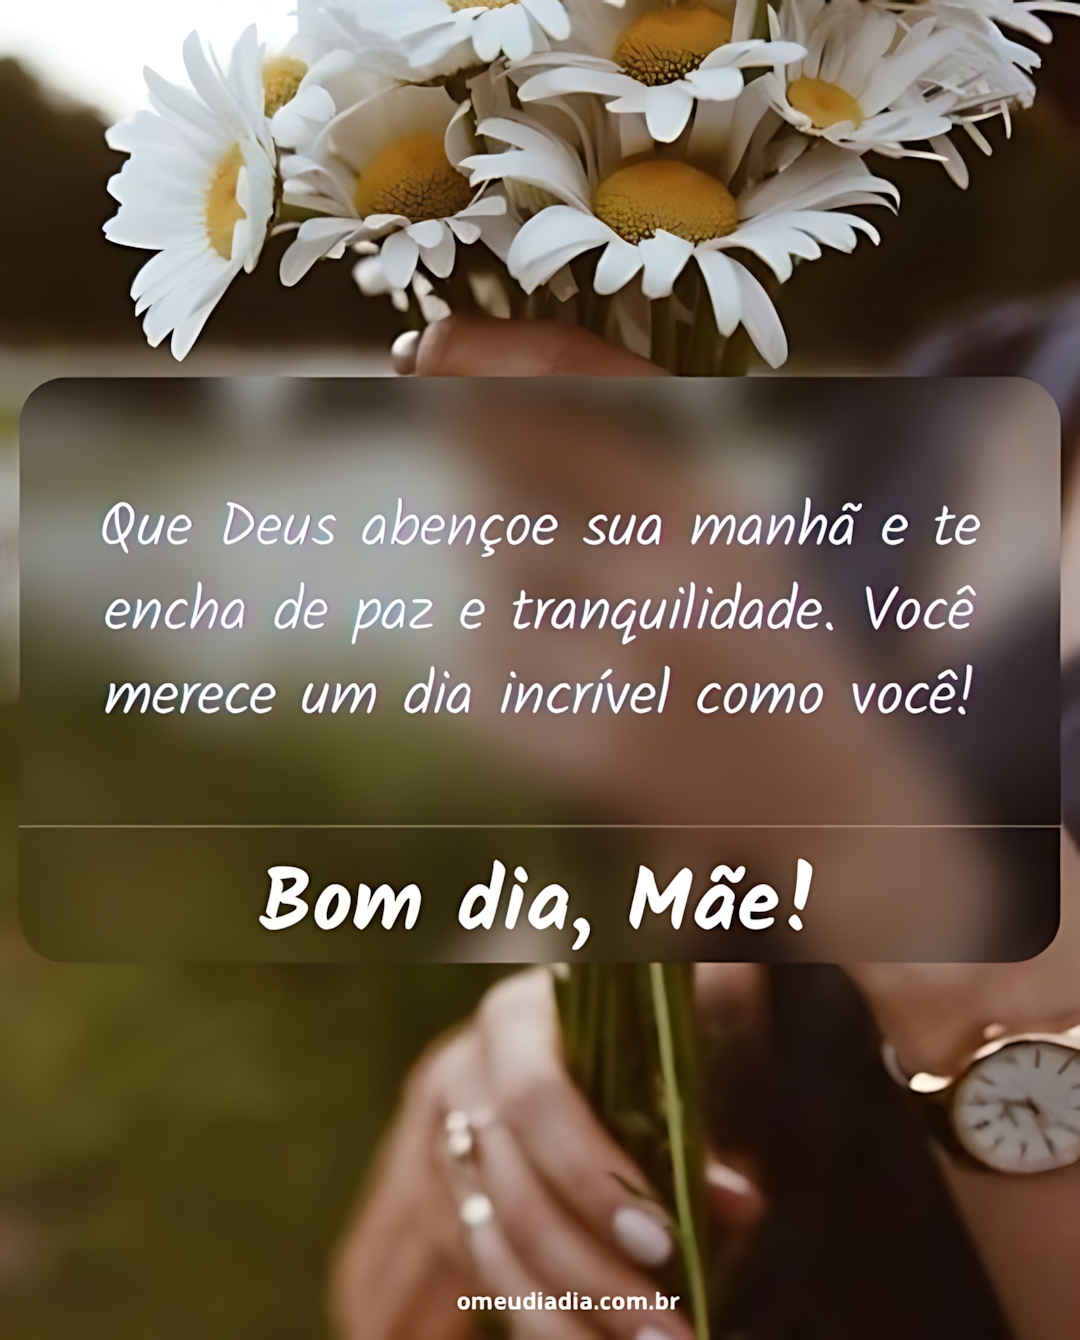 Que Deus abençoe sua manhã e te
encha de paz e tranquilidade. Você
merece um dia incrível como você!
Bom dia, Mãe!
omeudiadia.com.br